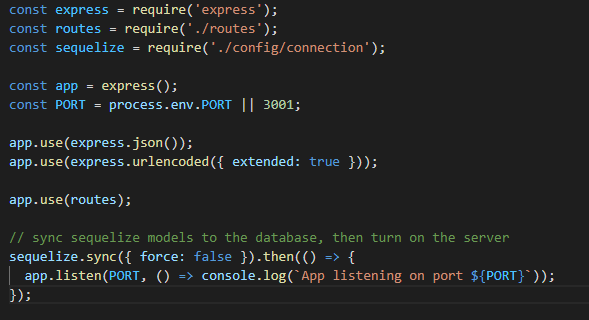 const express = require('express');
const routes = require('./routes');
const sequelize = require('./config/connection');
const app = express();
const PORT = process.env.PORT || 3001;
app.use(express.json());
app.use(express.urlencoded({ extended: true }));
app.use(routes);
// sync sequelize models to the database, then turn on the server
sequelize.sync({ force: false }).then(() => {
  app.listen(PORT, () => console.log(`App listening on port ${PORT}`));
});